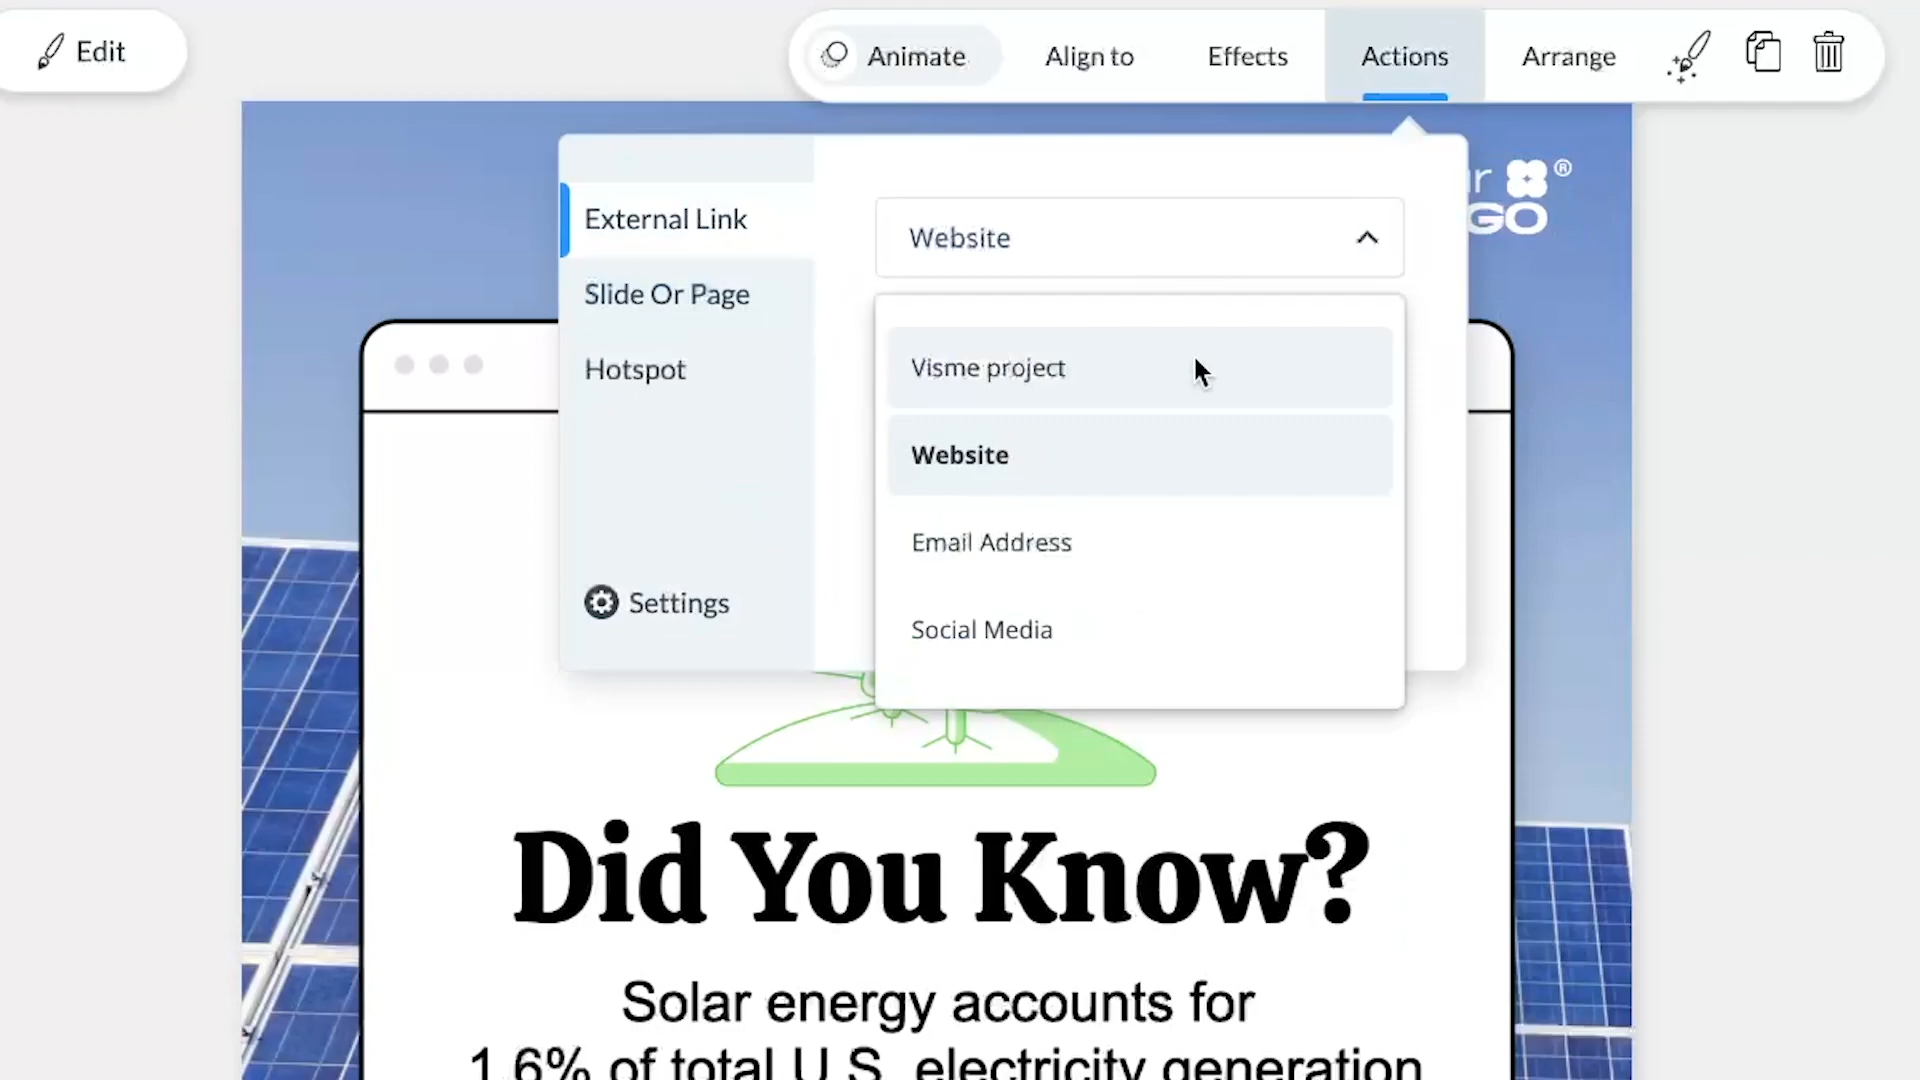 Edit
Animate
Align to
Effects
Actions
Arrange
External Link
Slide Or Page
Hotspot
Settings
Website
Visme project
Website
Email Address
Social Media
®
GO
Did You Know?
Solar energy accounts for
1.6% of total U.S. electricity generation